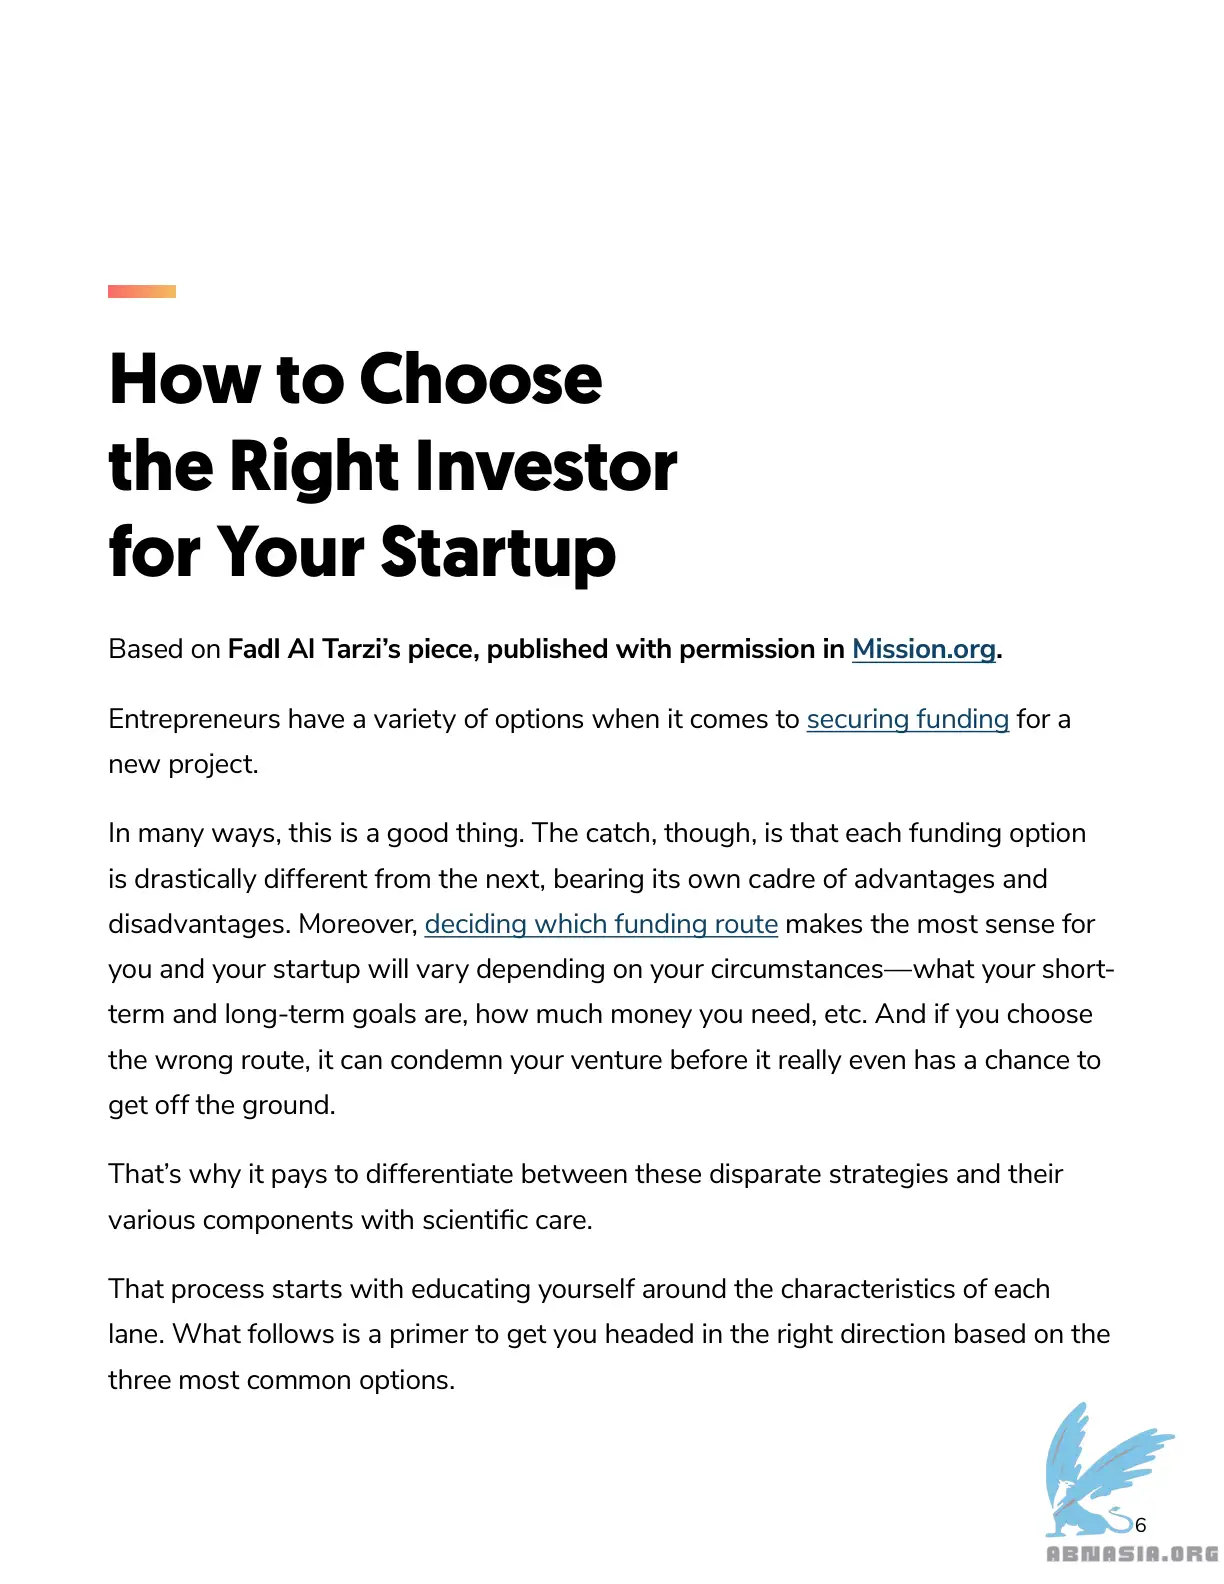 How to Choose
the Right Investor
for Your Startup
Based on Fadl Al Tarzi’s piece, published with permission in Mission.org.
Entrepreneurs have a variety of options when it comes to securing funding for a
new project.
In many ways, this is a good thing. The catch, though, is that each funding option
is drastically different from the next, bearing its own cadre of advantages and
disadvantages. Moreover, deciding which funding route makes the most sense for
you and your startup will vary depending on your circumstances—what your short-
term and long-term goals are, how much money you need, etc. And if you choose
the wrong route, it can condemn your venture before it really even has a chance to
get off the ground.
That’s why it pays to differentiate between these disparate strategies and their
various components with scientific care.
That process starts with educating yourself around the characteristics of each
lane. What follows is a primer to get you headed in the right direction based on the
three most common options.
6
ABNASIA.ORG